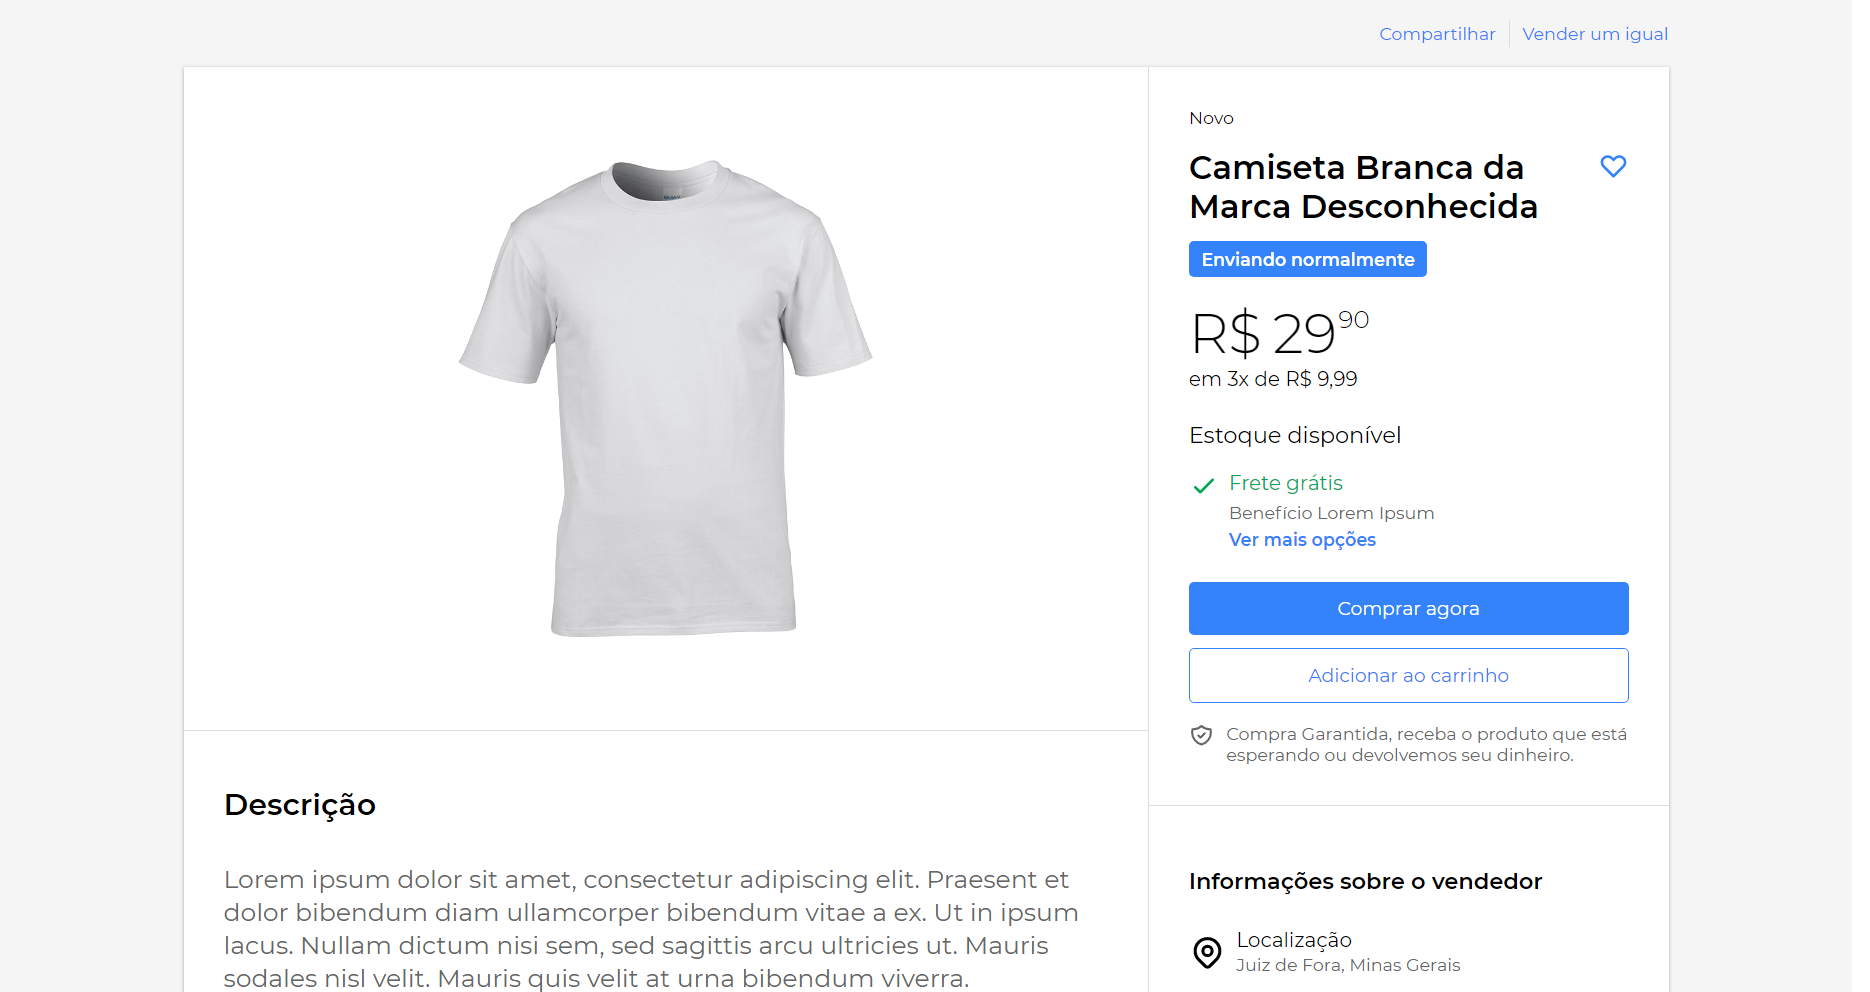 Compartilhar
Vender um igual
Novo
Camiseta Branca da
Marca Desconhecida
Enviando normalmente
R$ 29 90
em 3x de R$ 9,99
Estoque disponível
Frete grátis
Benefício Lorem Ipsum
Ver mais opções
Comprar agora
Adicionar ao carrinho
Compra Garantida, receba o produto que está
esperando ou devolvemos seu dinheiro.
Descrição
Lorem ipsum dolor sit amet, consectetur adipiscing elit. Praesent et
dolor bibendum diam ullamcorper bibendum vitae a ex. Ut in ipsum
lacus. Nullam dictum nisi sem, sed sagittis arcu ultricies ut. Mauris
sodales nisl velit. Mauris quis velit at urna bibendum viverra.
Informações sobre o vendedor
Localização
Juiz de Fora, Minas Gerais